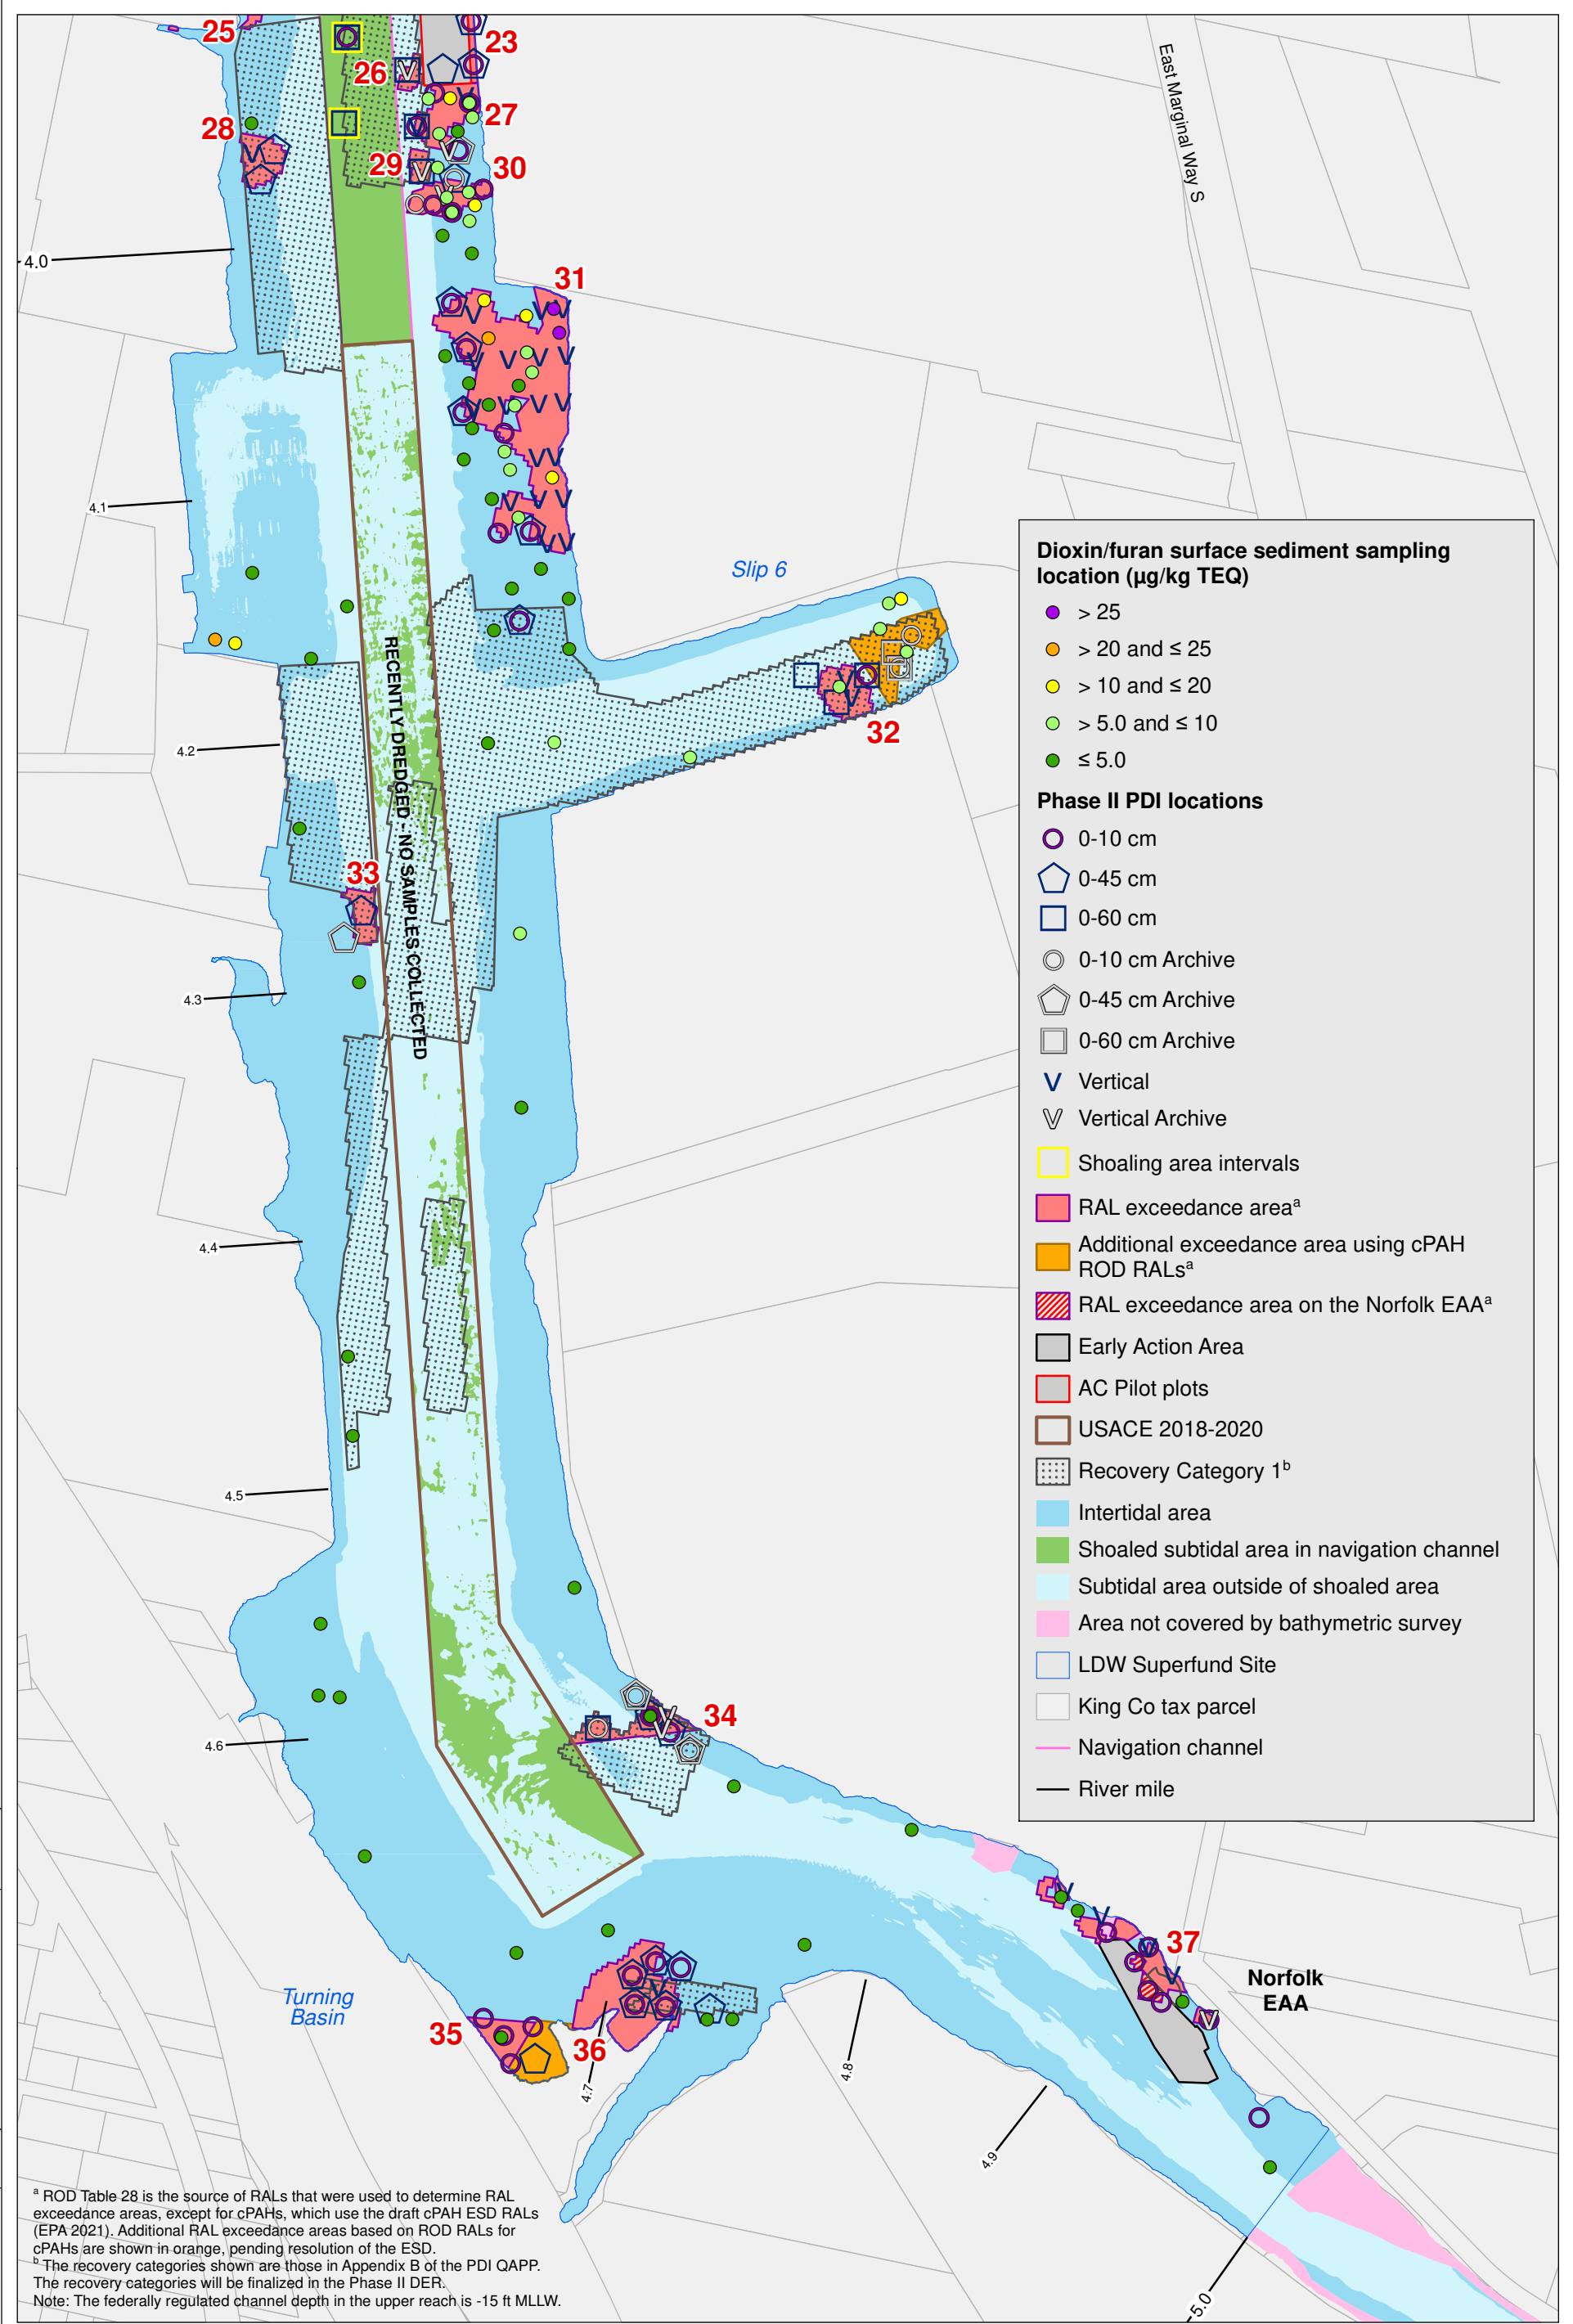 25
23
26
27
28
29
30
East Marginal Way S
4.0
31
4.1
Slip 6
RECENTLY DREDGED - NO SAMPLES COLLECTED
32
4.2
33
4.3
4.4
4.5
4.6
34
37
Norfolk
EAA
Turning
Basin
35
36
4.7
4.8
4.9
5.0
Dioxin/furan surface sediment sampling
location (µg/kg TEQ)
> 25
> 20 and ≤ 25
> 10 and ≤ 20
> 5.0 and ≤ 10
≤ 5.0
Phase II PDI locations
0-10 cm
0-45 cm
0-60 cm
0-10 cm Archive
0-45 cm Archive
0-60 cm Archive
V Vertical
V Vertical Archive
Shoaling area intervals
RAL exceedance areaᵃ
Additional exceedance area using cPAH
ROD RALsᵃ
RAL exceedance area on the Norfolk EAAᵃ
Early Action Area
AC Pilot plots
USACE 2018-2020
Recovery Category 1ᵇ
Intertidal area
Shoaled subtidal area in navigation channel
Subtidal area outside of shoaled area
Area not covered by bathymetric survey
LDW Superfund Site
King Co tax parcel
Navigation channel
River mile
ᵃ ROD Table 28 is the source of RALs that were used to determine RAL
exceedance areas, except for cPAHs, which use the draft cPAH ESD RALs
(EPA 2021). Additional RAL exceedance areas based on ROD RALs for
cPAHs are shown in orange, pending resolution of the ESD.
ᵇ The recovery categories shown are those in Appendix B of the PDI QAPP.
The recovery categories will be finalized in the Phase II DER.
Note: The federally regulated channel depth in the upper reach is -15 ft MLLW.